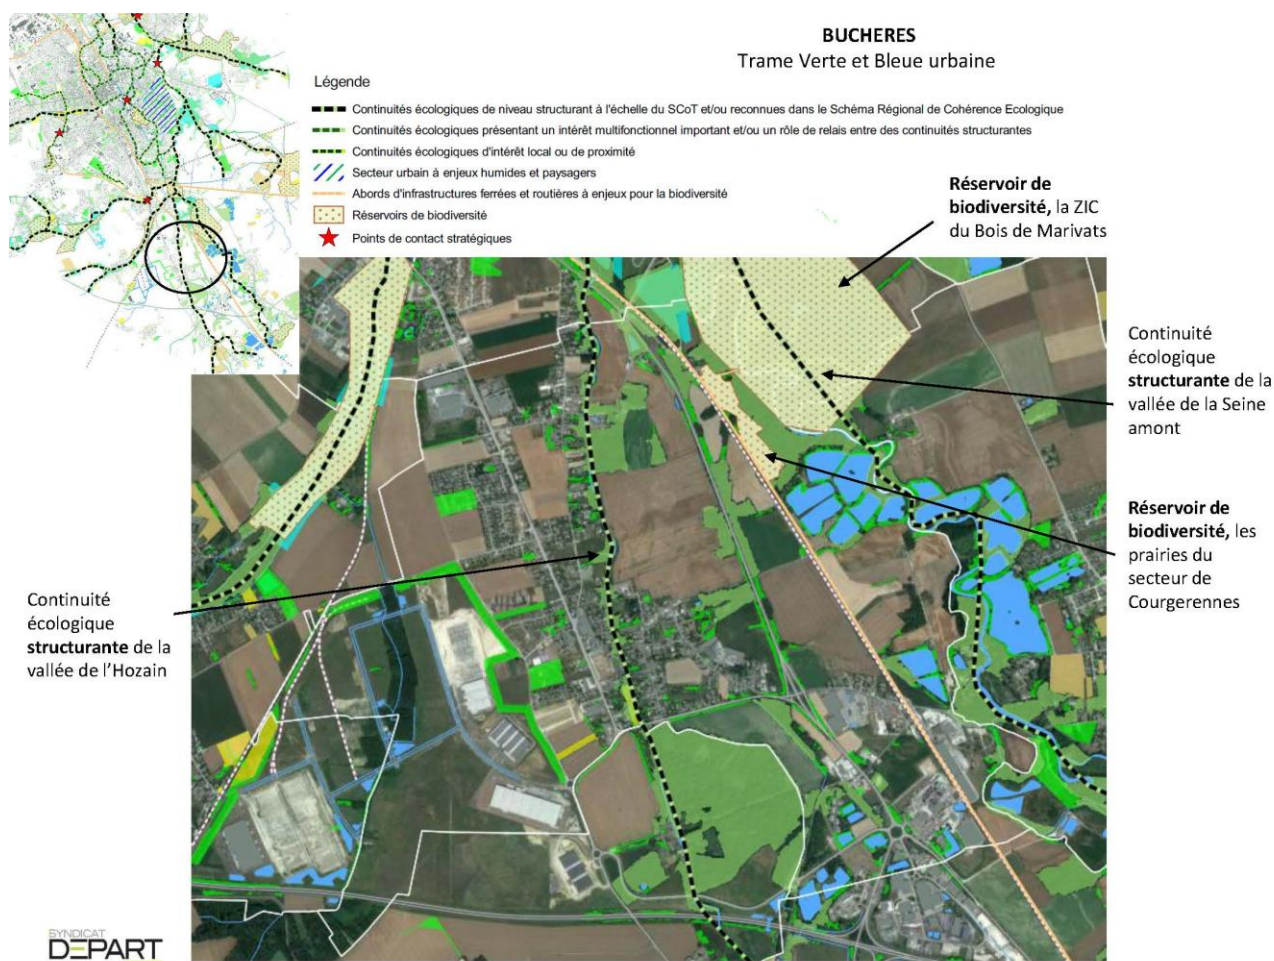 BUCHERES
Trame Verte et Bleue urbaine
Légende
Continuités écologiques de niveau structurant à l'échelle du SCoT et/ou reconnues dans le Schéma Régional de Cohérence Ecologique
Continuités écologiques présentant un intérêt multifonctionnel important et/ou un rôle de relais entre des continuités structurantes
Continuités écologiques d'intérêt local ou de proximité
Secteur urbain à enjeux humides et paysagers
Abords d'infrastructures ferrées et routières à enjeux pour la biodiversité
Réservoirs de biodiversité
Points de contact stratégiques
Réservoir de
biodiversité, la ZIC
du Bois de Marivats
Continuité
écologique
structurante de la
vallée de la Seine
amont
Réservoir de
biodiversité, les
prairies du
secteur de
Courgerennes
Continuité
écologique
structurante de la
vallée de l'Hozain
SYNDICAT
DEPART